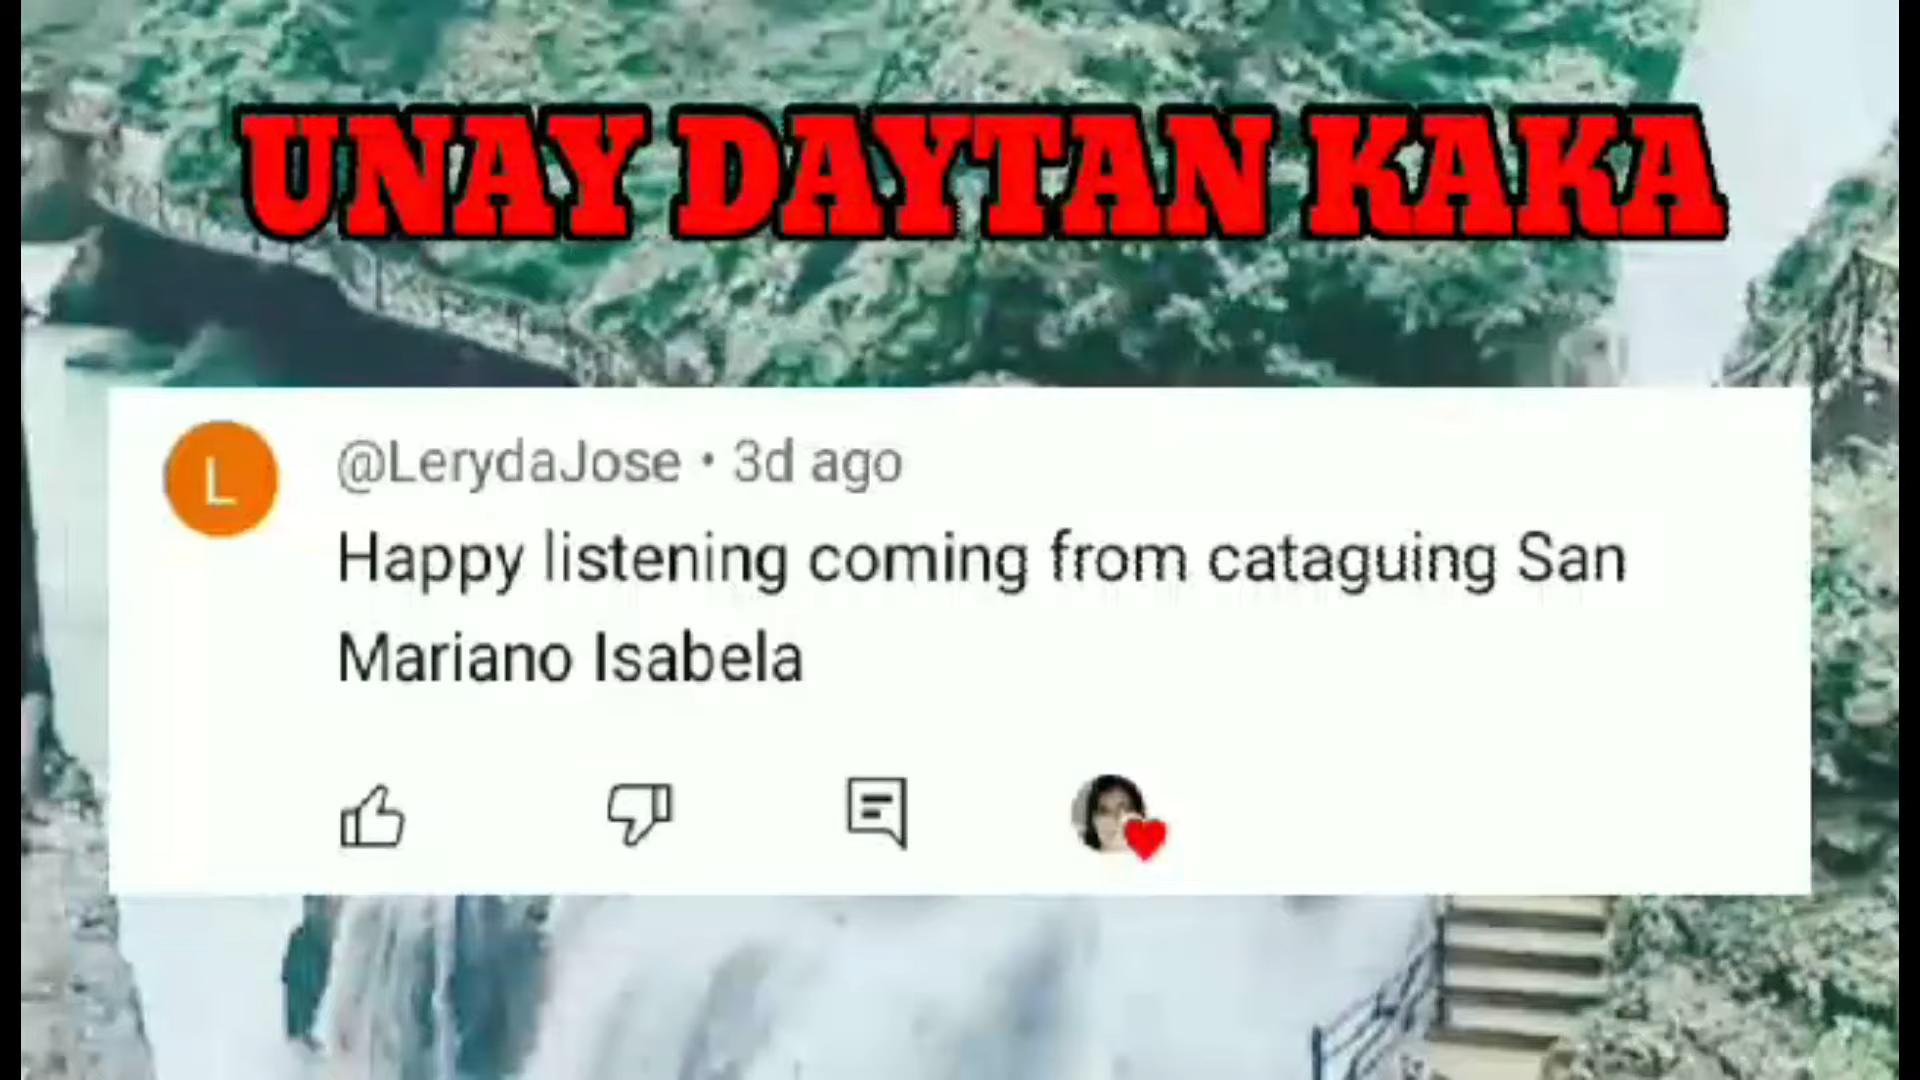 UNAY DAYTAN KAKA
L
@LerydaJose • 3d ago
Happy listening coming from cataguing San
Mariano Isabela